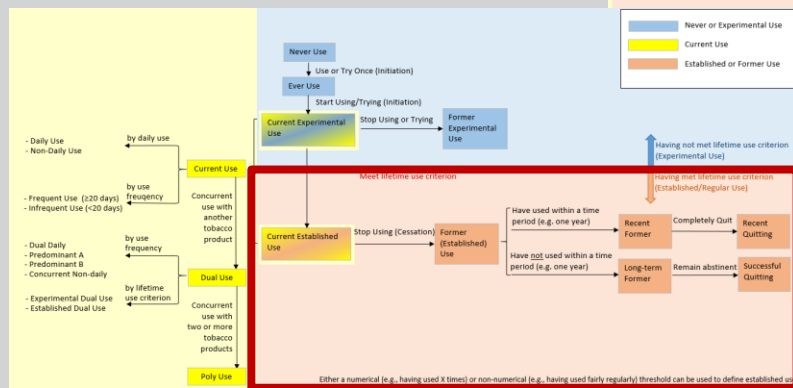 Never or Experimental Use
Current Use
Established or Former Use
Never Use
Use or Try Once (Initiation)
Ever Use
Start Using/Trying (Initiation)
Current Experimental
Use
Stop Using or Trying
Former
Experimental
Use
Having not met lifetime use criterion
(Experimental Use)
Having met lifetime use criterion
(Established/Regular Use)
Meet lifetime use criterion
- Daily Use
- Non-Daily Use
by daily use
Current Use
by use
freuqency
- Frequent Use (≥20 days)
- Infrequent Use (<20 days)
Concurrent
use with
another
tobacco
product
- Dual Daily
- Predominant A
- Predominant B
- Concurrent Non-daily
by use
frequency
Dual Use
by lifetime
use criterion
- Experimental Dual Use
- Established Dual Use
Concurrent
use with
two or more
tobacco
products
Poly Use
Current Established
Use
Stop Using (Cessation)
Former
(Established)
Use
Have used within a time
period (e.g. one year)
Recent
Former
Completely Quit
Recent
Quitting
Have not used within a time
period (e.g. one year)
Long-term
Former
Remain abstinent
Successful
Quitting
Either a numerical (e.g., having used X times) or non-numerical (e.g., having used fairly regularly) threshold can be used to define established us